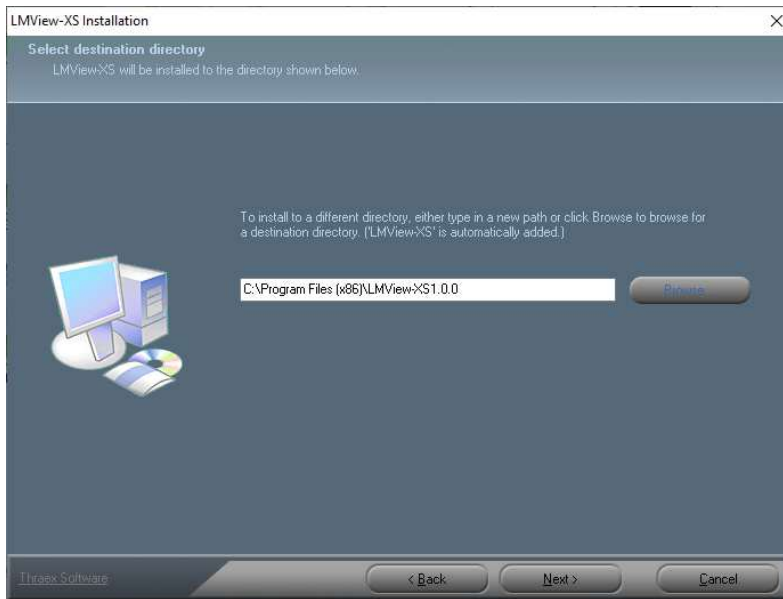 LMView-XS Installation
Select destination directory
LMView-XS will be installed to the directory shown below.
To install to a different directory, either type in a new path or click Browse to browse for
a destination directory. ('LMView-XS' is automatically added.)
C:\Program Files (x86)\LMView-XS1.0.0
Browse
Thraex Software
< Back
Next >
Cancel